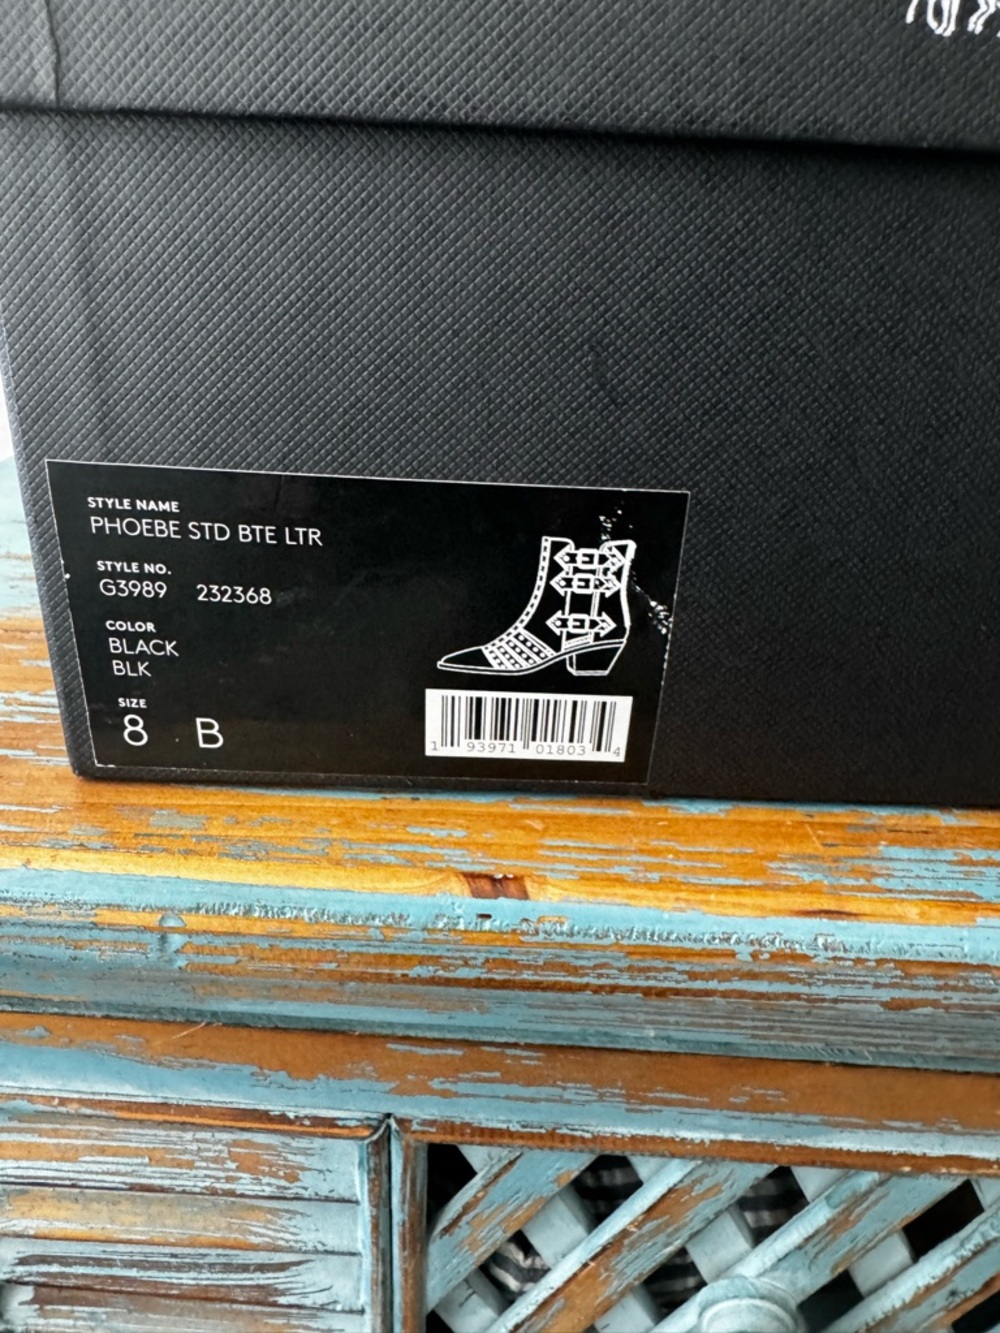 STYLE NAME
PHOEBE STD BTE LTR
STYLE NO.
G3989 232368
COLOR
BLACK
BLK
SIZE
8 B
1 93971 01803 4